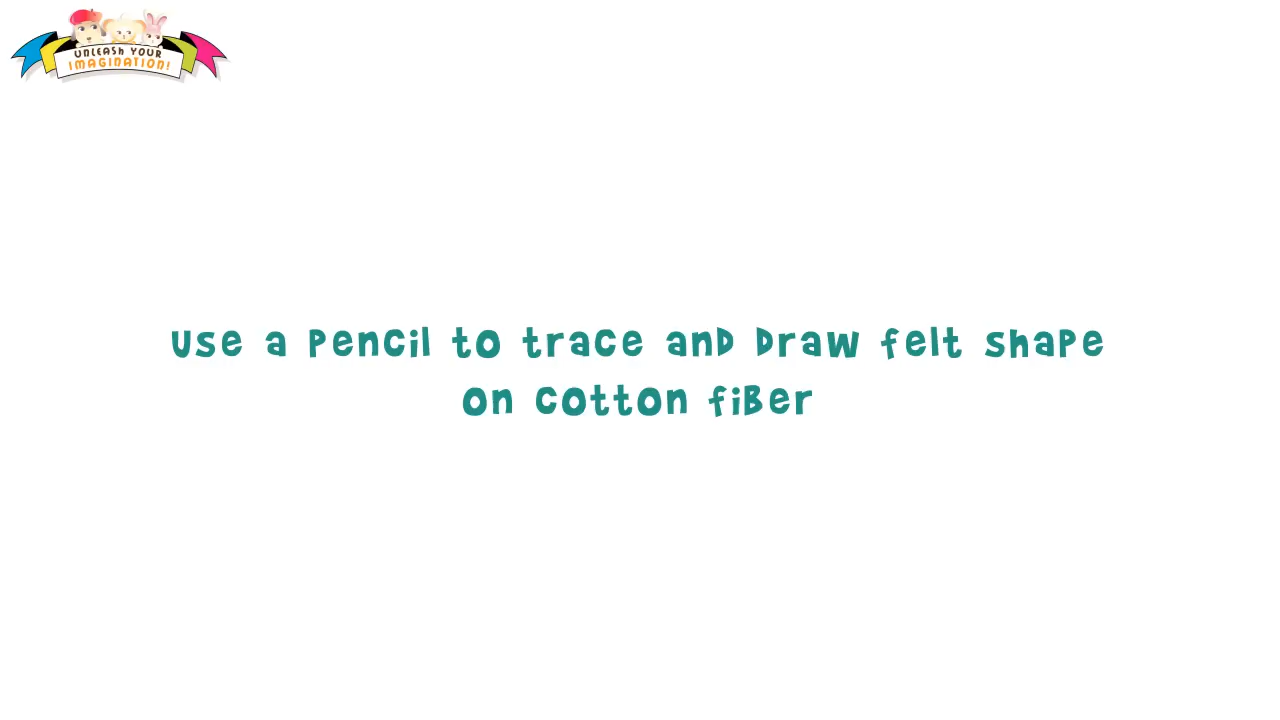 UNLEASH YOUR
IMAGINATION!
use a pencil to trace and draw felt shape
on cotton fiber